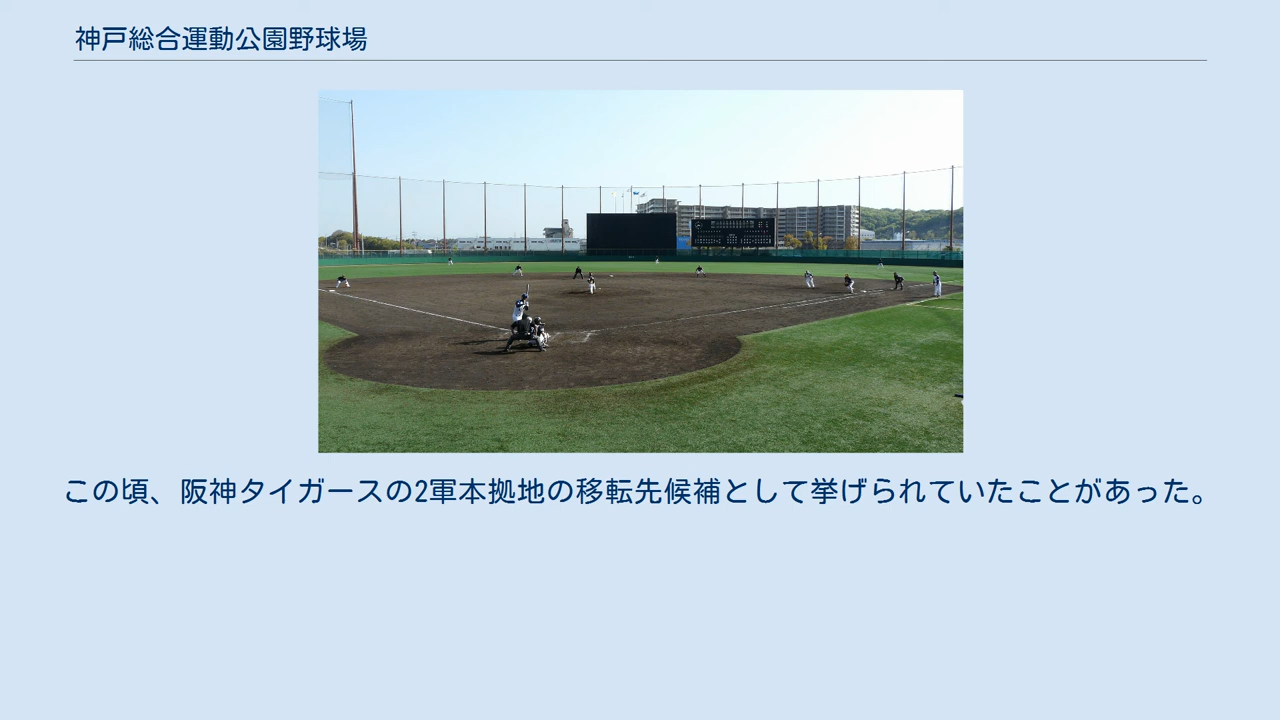 神戸総合運動公園野球場
この頃、阪神タイガースの2軍本拠地の移転先候補として挙げられていたことがあった。